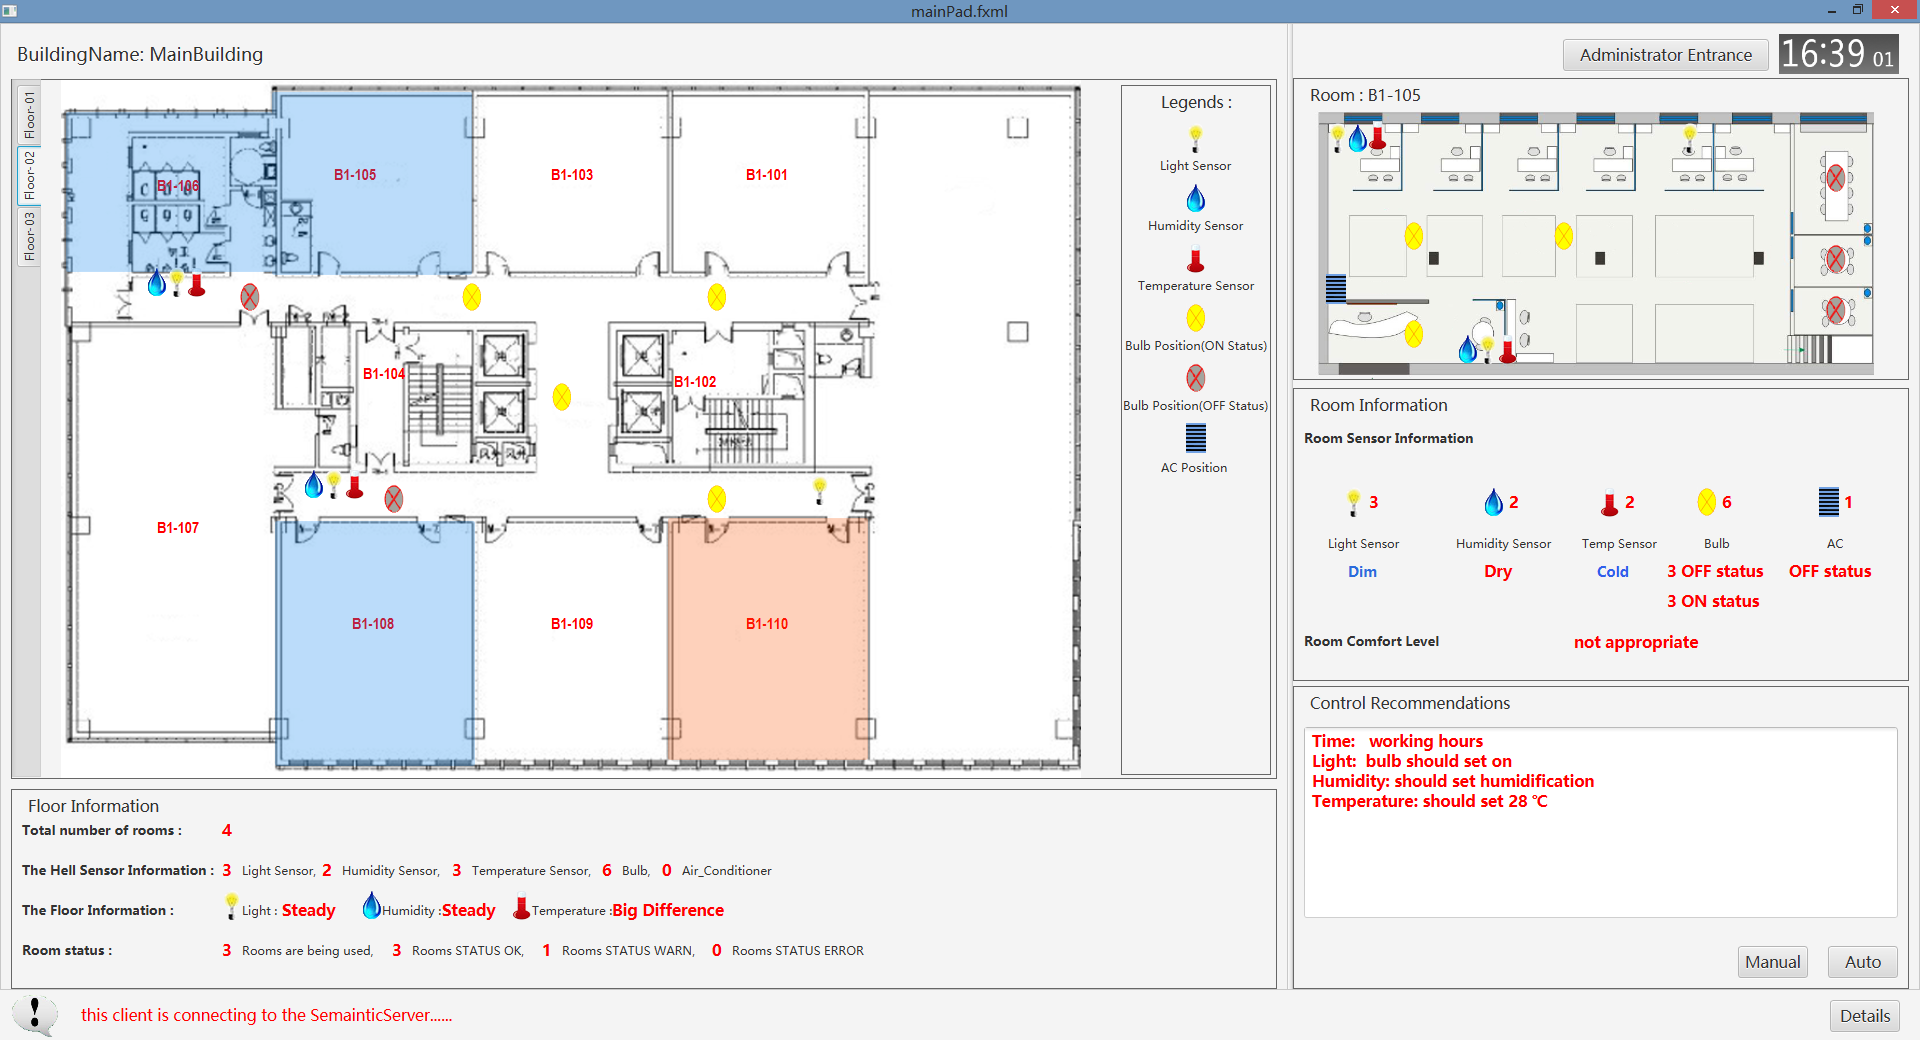 mainPad.fxml
BuildingName: MainBuilding
Administrator Entrance
16:39 01
Floor-01
Floor-02
Floor-03
B1-106
B1-105
B1-103
B1-101
B1-104
B1-102
B1-107
B1-108
B1-109
B1-110
Legends :
Light Sensor
Humidity Sensor
Temperature Sensor
Bulb Position(ON Status)
Bulb Position(OFF Status)
AC Position
Room : B1-105
Room Information
Room Sensor Information
3 2 2 6 1
Light Sensor Humidity Sensor Temp Sensor Bulb AC
Dim Dry Cold 3 OFF status OFF status
3 ON status
Room Comfort Level not appropriate
Control Recommendations
Time: working hours
Light: bulb should set on
Humidity: should set humidification
Temperature: should set 28 ℃
Manual Auto
Floor Information
Total number of rooms : 4
The Hell Sensor Information : 3 Light Sensor, 2 Humidity Sensor, 3 Temperature Sensor, 6 Bulb, 0 Air_Conditioner
The Floor Information : Light : Steady Humidity :Steady Temperature :Big Difference
Room status : 3 Rooms are being used, 3 Rooms STATUS OK, 1 Rooms STATUS WARN, 0 Rooms STATUS ERROR
this client is connecting to the SemainticServer......
Details